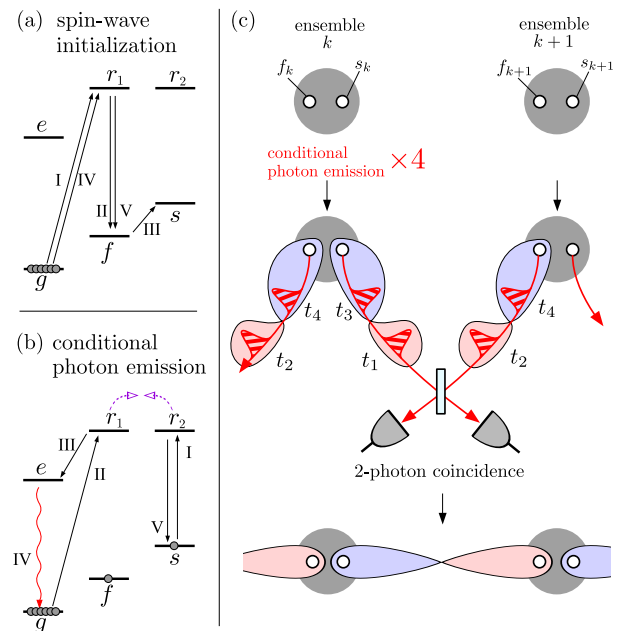 (a) spin-wave
initialization
r₁ r₂
e
I IV
II V
III s
f
g
(b) conditional
photon emission
r₁ r₂
III
e
I
II
V
IV
s
f
g
(c)
ensemble
k
ensemble
k + 1
fₖ sₖ
fₖ₊₁ sₖ₊₁
conditional
photon emission ×4
t₄ t₃ t₄
t₂ t₁ t₂
2-photon coincidence